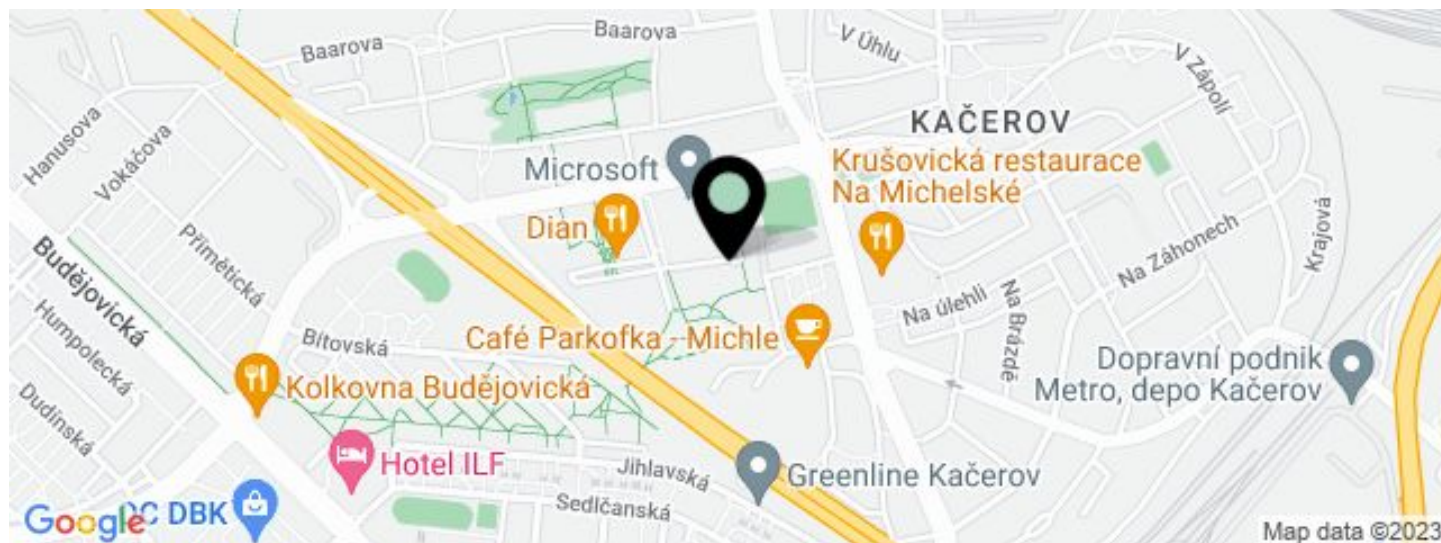 Baarova
Baarova
V Úhlu
V Zápolí
Hanusova
Vokáčova
KAČEROV
Microsoft
Krušovická restaurace
Na Michelské
Dian
Budějovická
Přímětická
Humpolecká
Dudínská
Bítovská
Café Parkofka - Michle
Na úlehli
Na Brázdě
Na Záhonech
Krajová
Kolkovna Budějovická
Dopravní podnik
Metro, depo Kačerov
Hotel ILF
Jihlavská
Sedlčanská
Greenline Kačerov
Google
OC DBK
Map data ©2023